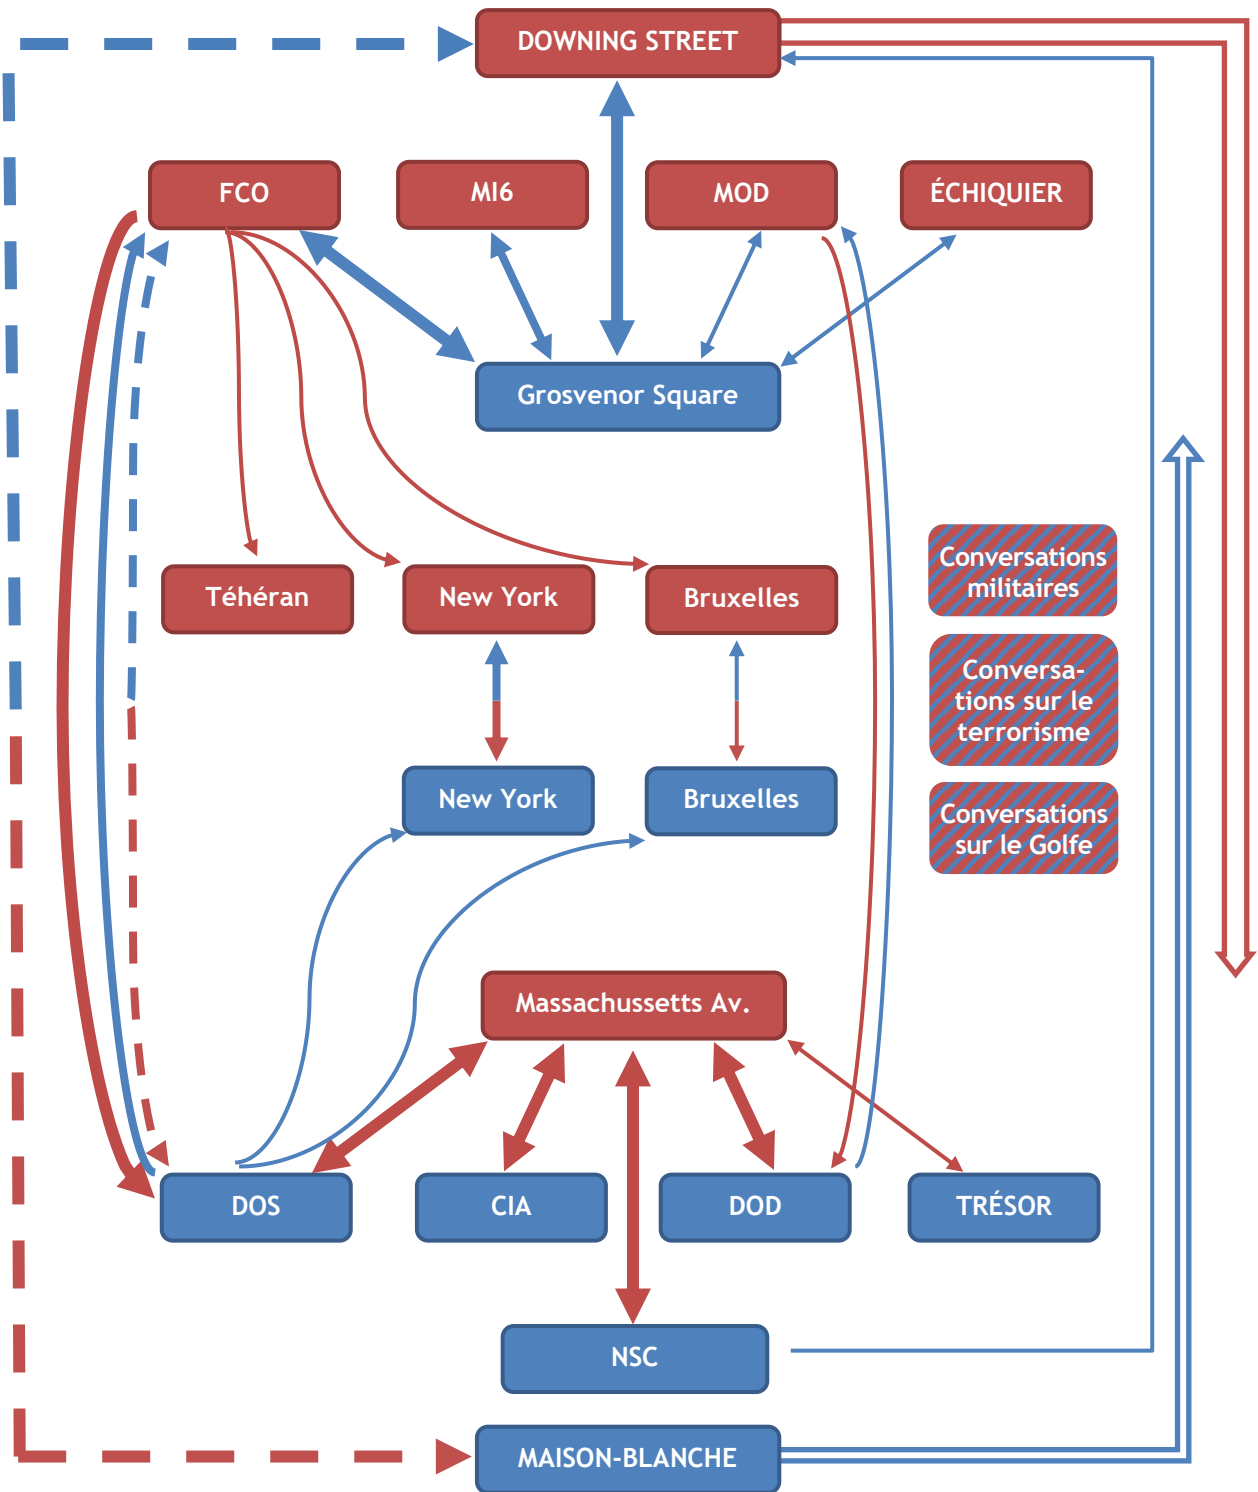 DOWNING STREET
FCO
MI6
MOD
ÉCHIQUIER
Grosvenor Square
Conversations
militaires
Téhéran
New York
Bruxelles
Conversa-
tions sur le
terrorisme
New York
Bruxelles
Conversations
sur le Golfe
Massachussetts Av.
DOS
CIA
DOD
TRÉSOR
NSC
MAISON-BLANCHE